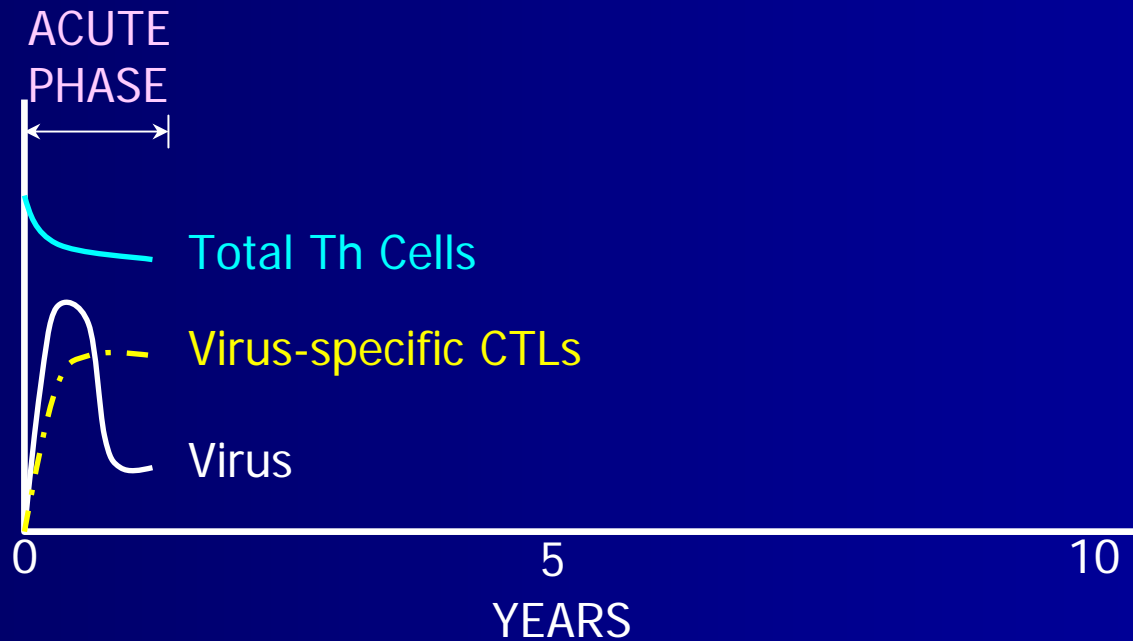 ACUTE
PHASE
Total Th Cells
Virus-specific CTLs
Virus
0
5
10
YEARS